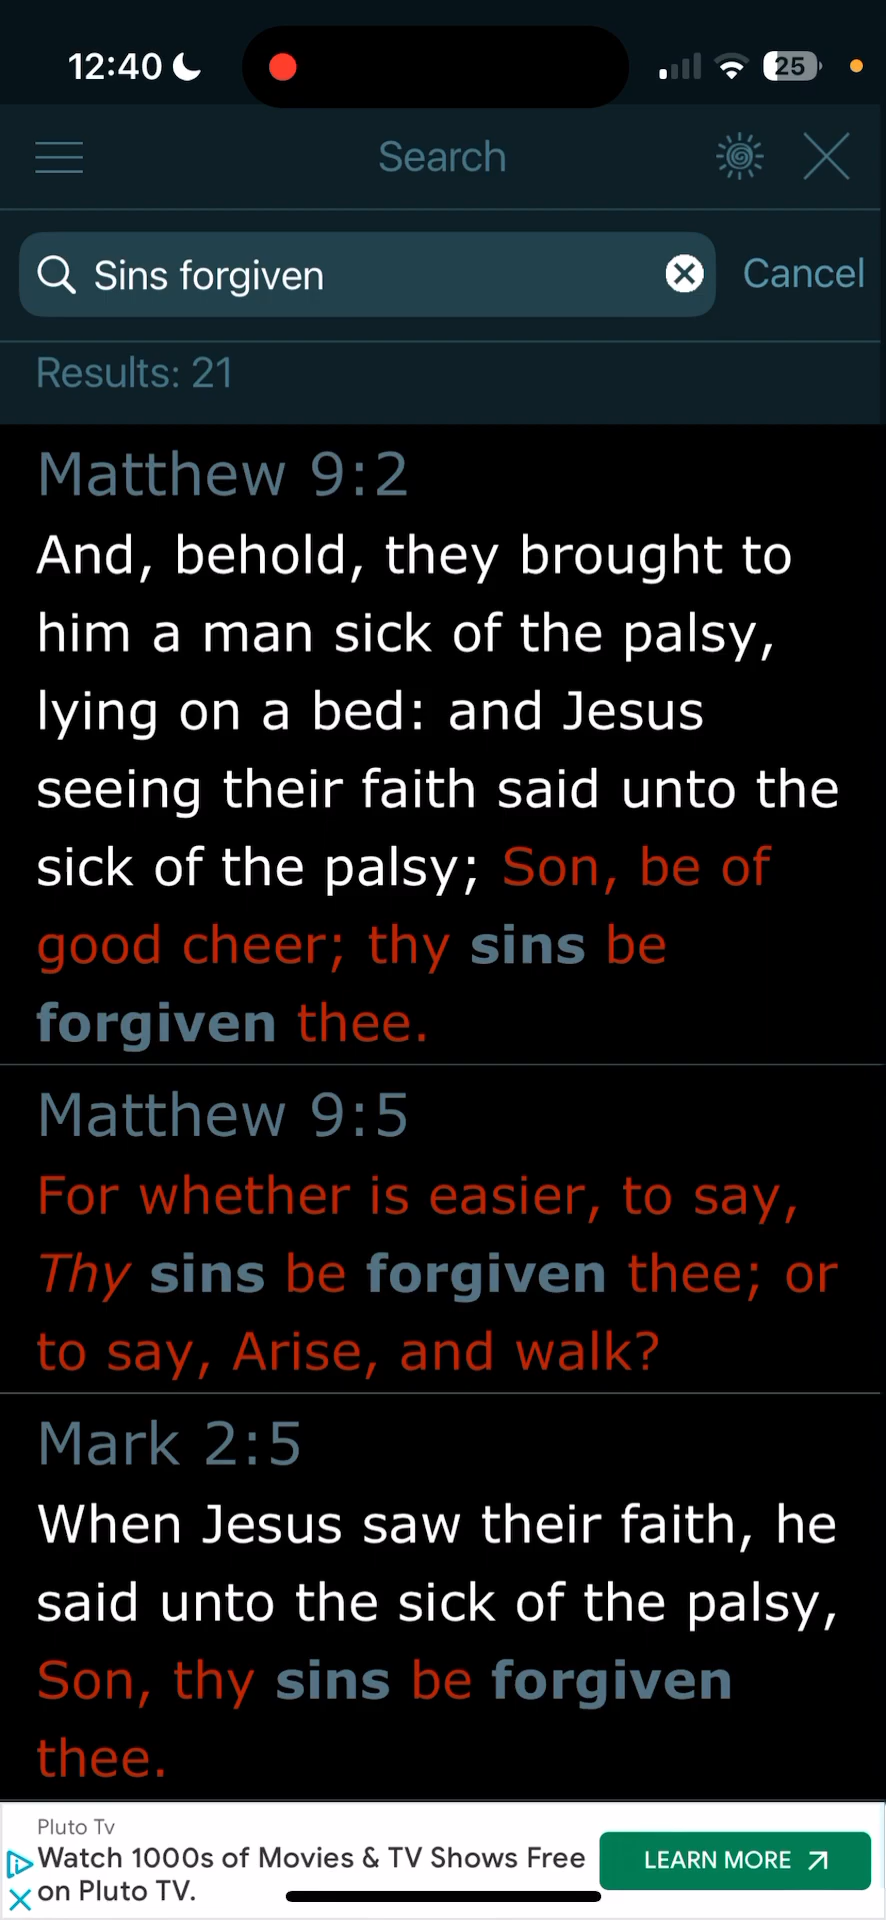 12:40
25
Search
Sins forgiven
Cancel
Results: 21
Matthew 9:2
And, behold, they brought to
him a man sick of the palsy,
lying on a bed: and Jesus
seeing their faith said unto the
sick of the palsy; Son, be of
good cheer; thy sins be
forgiven thee.
Matthew 9:5
For whether is easier, to say,
Thy sins be forgiven thee; or
to say, Arise, and walk?
Mark 2:5
When Jesus saw their faith, he
said unto the sick of the palsy,
Son, thy sins be forgiven
thee.
Pluto Tv
Watch 1000s of Movies & TV Shows Free
on Pluto TV.
LEARN MORE